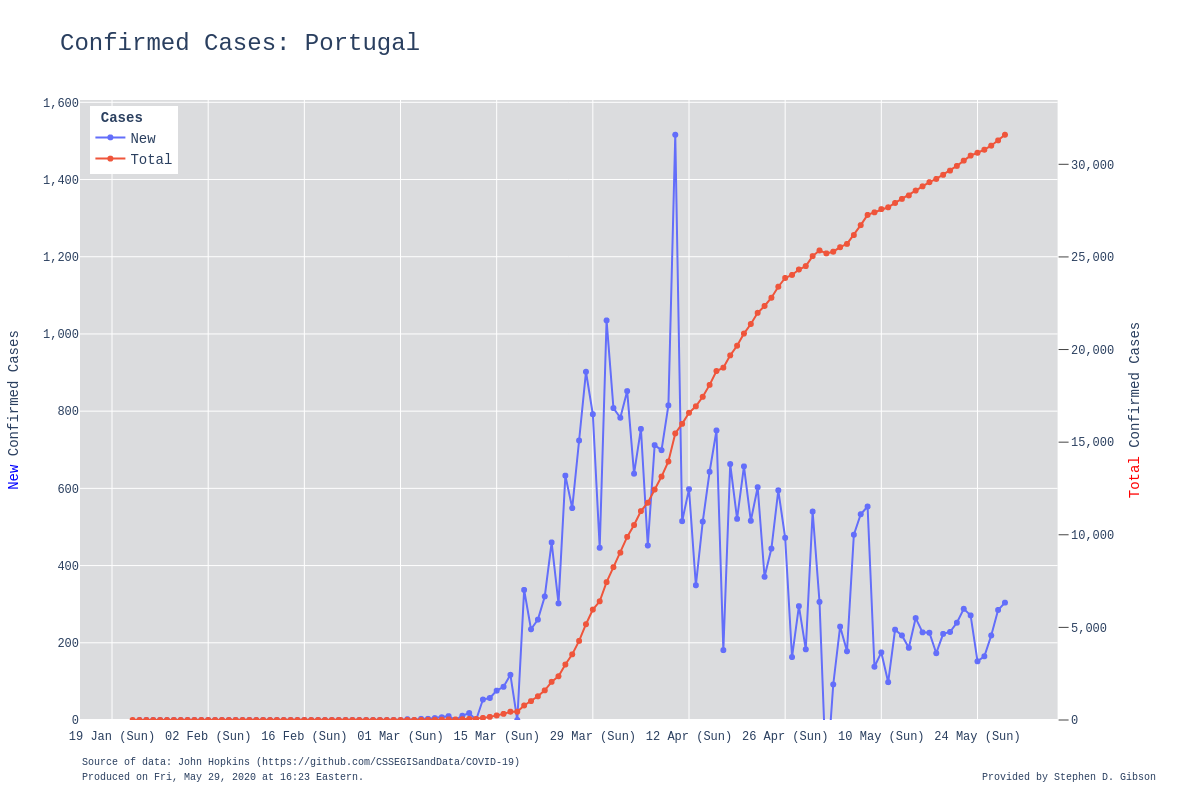 Confirmed Cases: Portugal
1,600
1,400
1,200
1,000
800
600
400
200
0
Cases
New
Total
30,000
25,000
20,000
15,000
10,000
5,000
0
New Confirmed Cases
Total Confirmed Cases
19 Jan (Sun) 02 Feb (Sun) 16 Feb (Sun) 01 Mar (Sun) 15 Mar (Sun) 29 Mar (Sun) 12 Apr (Sun) 26 Apr (Sun) 10 May (Sun) 24 May (Sun)
Source of data: John Hopkins (https://github.com/CSSEGISandData/COVID-19)
Produced on Fri, May 29, 2020 at 16:23 Eastern.
Provided by Stephen D. Gibson